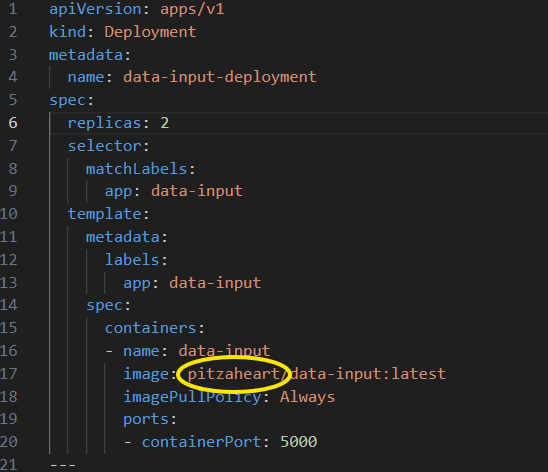 1 apiVersion: apps/v1
2 kind: Deployment
3 metadata:
4   name: data-input-deployment
5 spec:
6   replicas: 2
7   selector:
8     matchLabels:
9       app: data-input
10   template:
11     metadata:
12       labels:
13         app: data-input
14     spec:
15       containers:
16       - name: data-input
17         image: pitzaheart/data-input:latest
18         imagePullPolicy: Always
19         ports:
20         - containerPort: 5000
21 ---